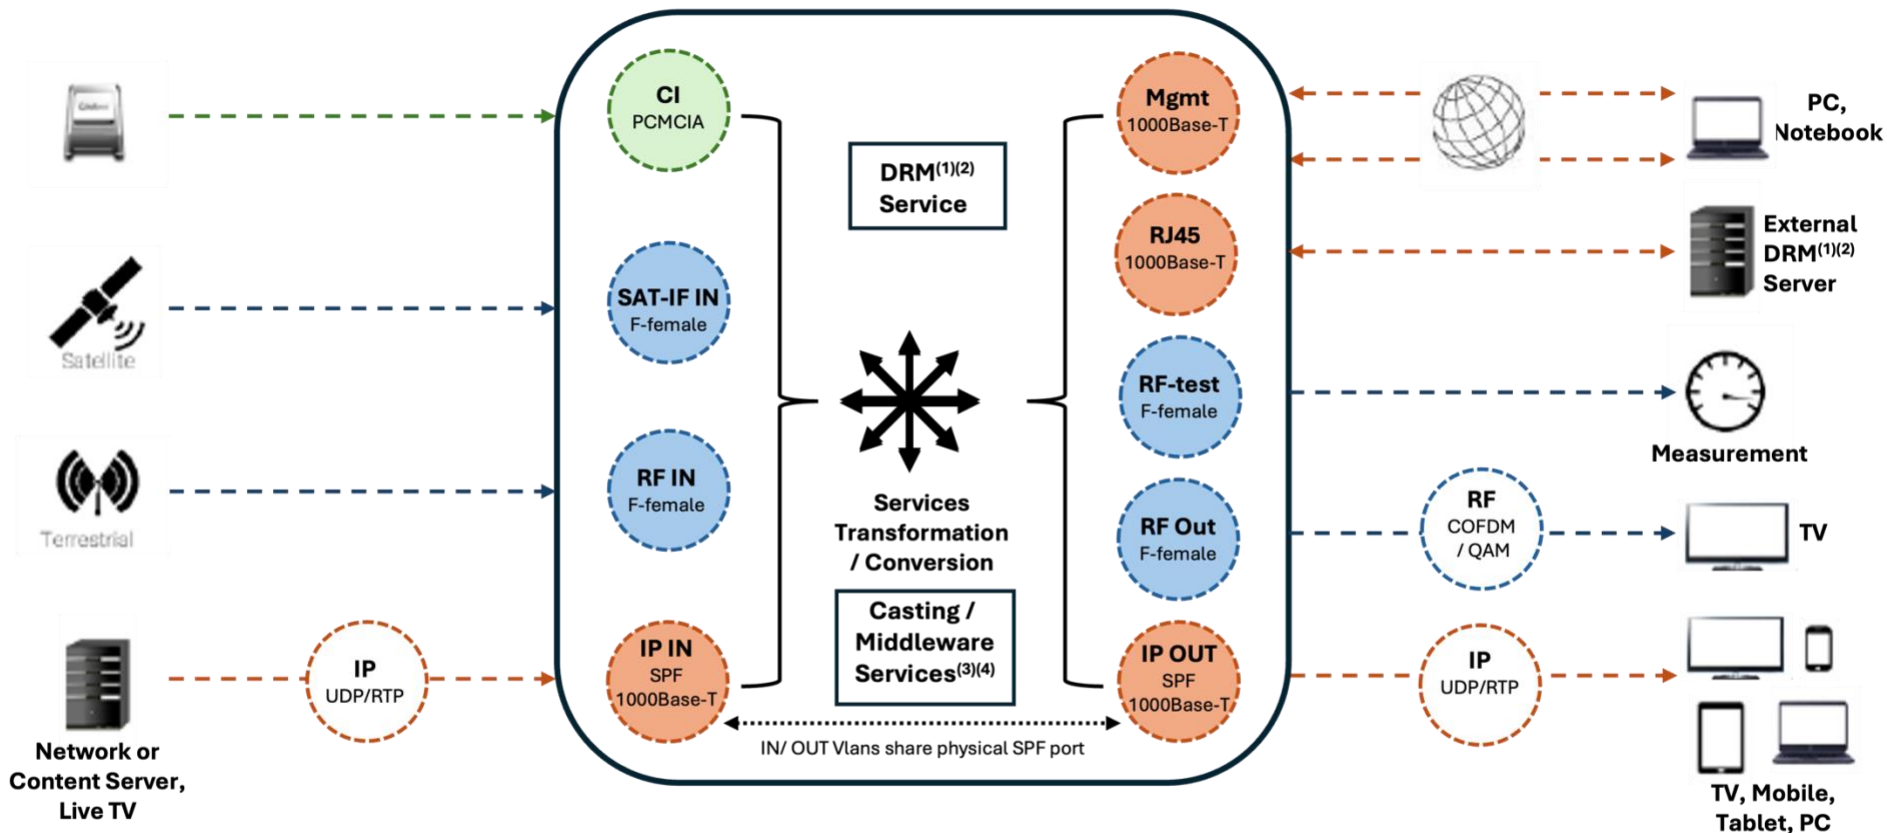 CI
PCMCIA
Mgmt
1000Base-T
PC,
Notebook
DRM(1)(2)
Service
RJ45
1000Base-T
External
DRM(1)(2)
Server
SAT-IF IN
F-female
Satellite
RF-test
F-female
Measurement
RF IN
F-female
Terrestrial
Services
Transformation
/ Conversion
RF Out
F-female
RF
COFDM
/ QAM
TV
Casting /
Middleware
Services(3)(4)
IP
UDP/RTP
IP IN
SPF
1000Base-T
IP OUT
SPF
1000Base-T
IP
UDP/RTP
IN/ OUT Vlans share physical SPF port
Network or
Content Server,
Live TV
TV, Mobile,
Tablet, PC